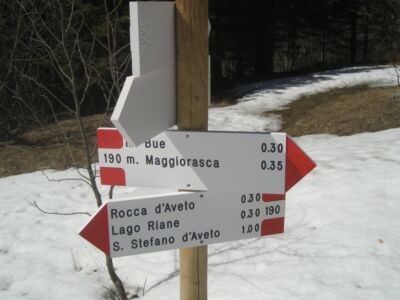 Bue 0.30
190 m. Maggiorasca 0.35
Rocca d'Aveto 0.30
Lago Riane 0.30 190
S. Stefano d'Aveto 1.00